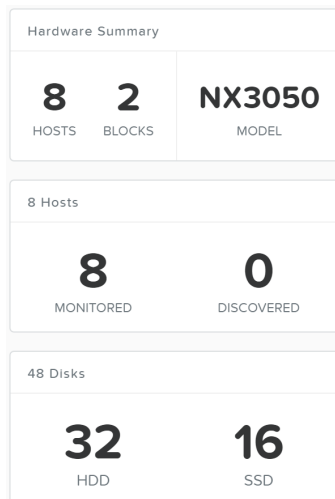 Hardware Summary
8 2 NX3050
HOSTS BLOCKS MODEL
8 Hosts
8 0
MONITORED DISCOVERED
48 Disks
32 16
HDD SSD